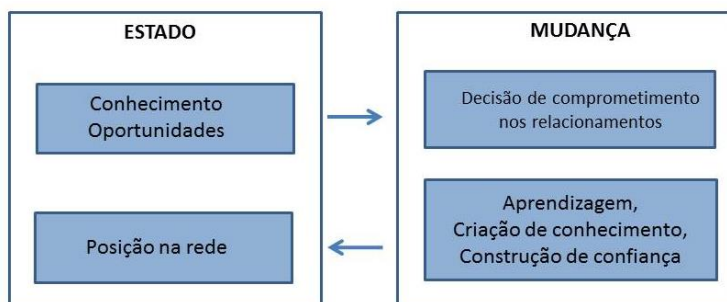 ESTADO
Conhecimento
Oportunidades
Posição na rede
MUDANÇA
Decisão de comprometimento
nos relacionamentos
Aprendizagem,
Criação de conhecimento,
Construção de confiança